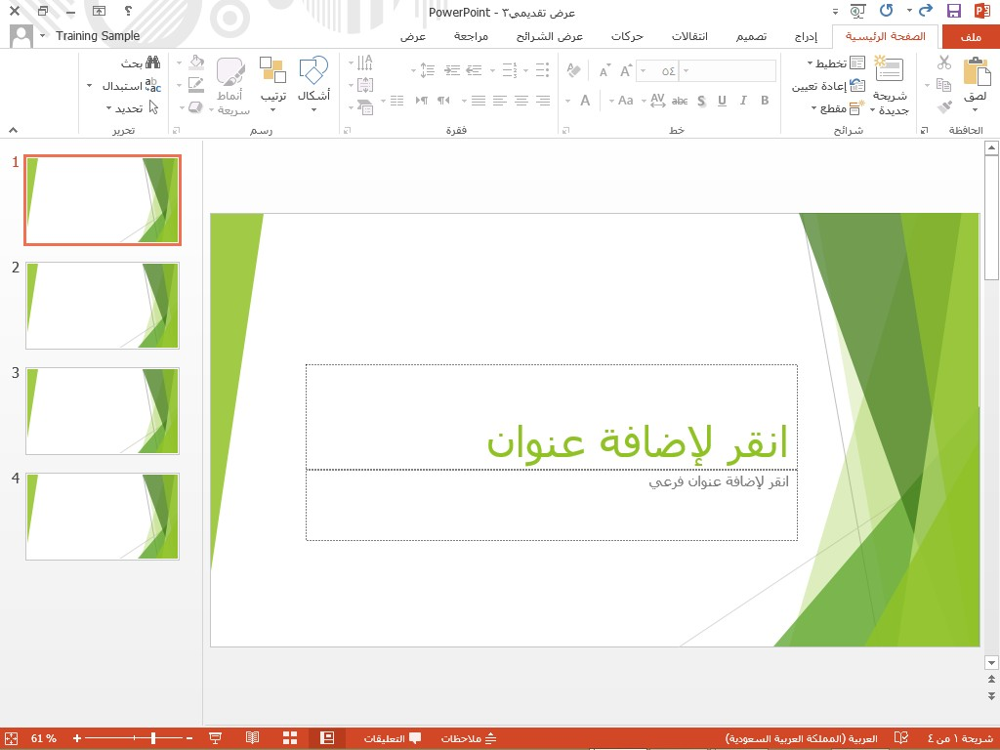 عرض تقديمي٣ - PowerPoint
Training Sample
ملف
الصفحة الرئيسية
إدراج
تصميم
انتقالات
حركات
عرض الشرائح
مراجعة
عرض
لصق
الحافظة
شريحة جديدة
تخطيط
إعادة تعيين
مقطع
شرائح
٥٤
B I U S abc AV Aa A
خط
فقرة
أشكال
ترتيب
أنماط سريعة
رسم
بحث
استبدال
تحديد
تحرير
1
2
3
4
انقر لإضافة عنوان
انقر لإضافة عنوان فرعي
شريحة ١ من ٤
العربية (المملكة العربية السعودية)
ملاحظات
التعليقات
61 %